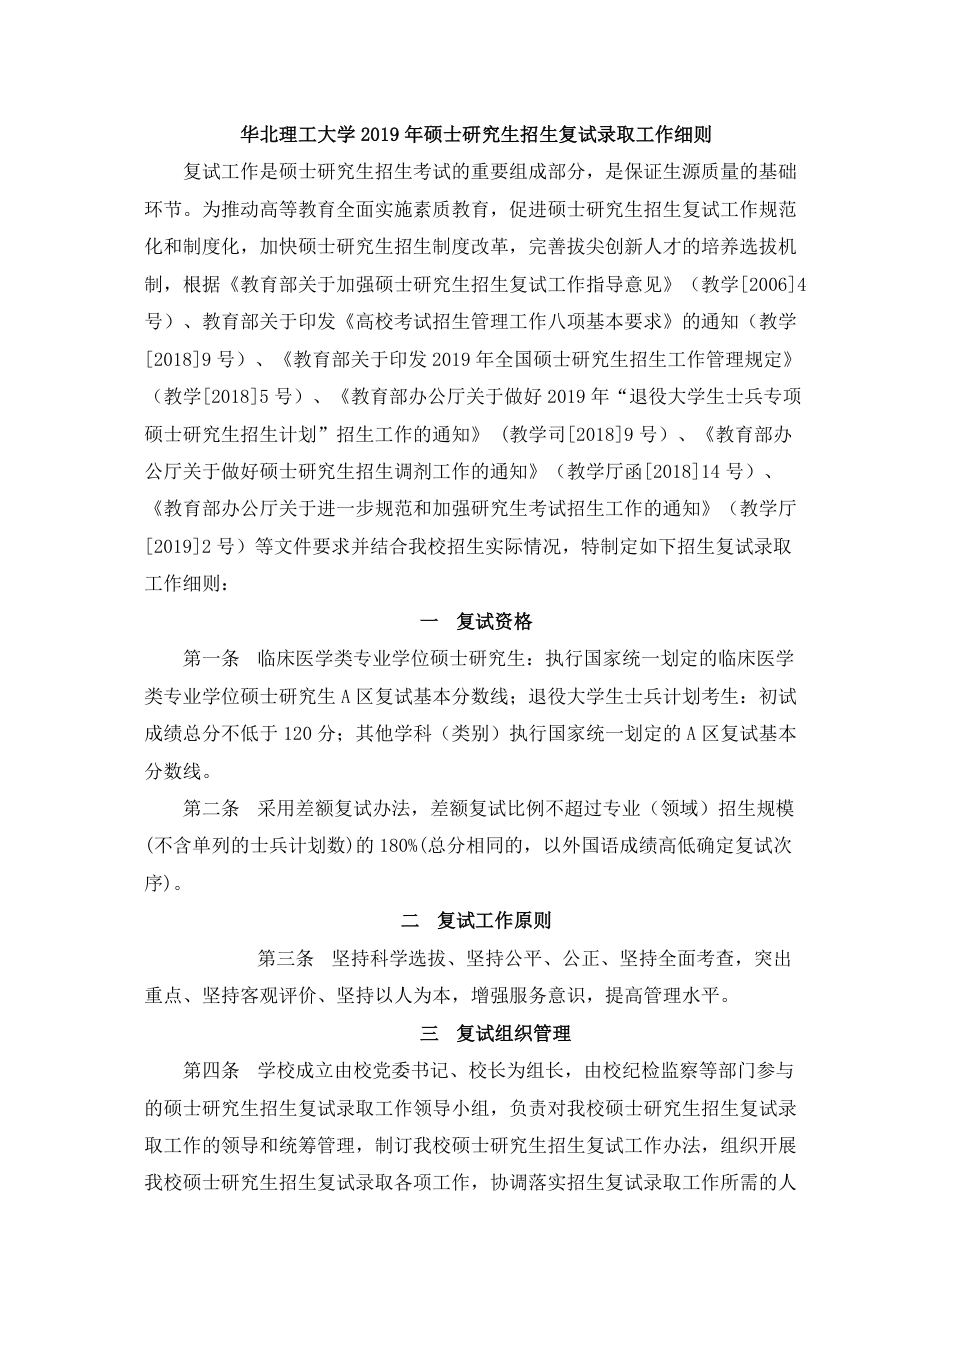 华北理工大学 2019 年硕士研究生招生复试录取工作细则
复试工作是硕士研究生招生考试的重要组成部分，是保证生源质量的基础
环节。为推动高等教育全面实施素质教育，促进硕士研究生招生复试工作规范
化和制度化，加快硕士研究生招生制度改革，完善拔尖创新人才的培养选拔机
制，根据《教育部关于加强硕士研究生招生复试工作指导意见》（教学[2006]4
号）、教育部关于印发《高校考试招生管理工作八项基本要求》的通知（教学
[2018]9 号）、《教育部关于印发 2019 年全国硕士研究生招生工作管理规定》
（教学[2018]5 号）、《教育部办公厅关于做好 2019 年“退役大学生士兵专项
硕士研究生招生计划”招生工作的通知》 (教学司[2018]9 号）、《教育部办
公厅关于做好硕士研究生招生调剂工作的通知》（教学厅函[2018]14 号）、
《教育部办公厅关于进一步规范和加强研究生考试招生工作的通知》（教学厅
[2019]2 号）等文件要求并结合我校招生实际情况，特制定如下招生复试录取
工作细则：
一 复试资格
第一条 临床医学类专业学位硕士研究生：执行国家统一划定的临床医学
类专业学位硕士研究生 A 区复试基本分数线；退役大学生士兵计划考生：初试
成绩总分不低于 120 分；其他学科（类别）执行国家统一划定的 A 区复试基本
分数线。
第二条 采用差额复试办法，差额复试比例不超过专业（领域）招生规模
(不含单列的士兵计划数)的 180%(总分相同的，以外国语成绩高低确定复试次
序)。
二 复试工作原则
第三条 坚持科学选拔、坚持公平、公正、坚持全面考查，突出
重点、坚持客观评价、坚持以人为本，增强服务意识，提高管理水平。
三 复试组织管理
第四条 学校成立由校党委书记、校长为组长，由校纪检监察等部门参与
的硕士研究生招生复试录取工作领导小组，负责对我校硕士研究生招生复试录
取工作的领导和统筹管理，制订我校硕士研究生招生复试工作办法，组织开展
我校硕士研究生招生复试录取各项工作，协调落实招生复试录取工作所需的人